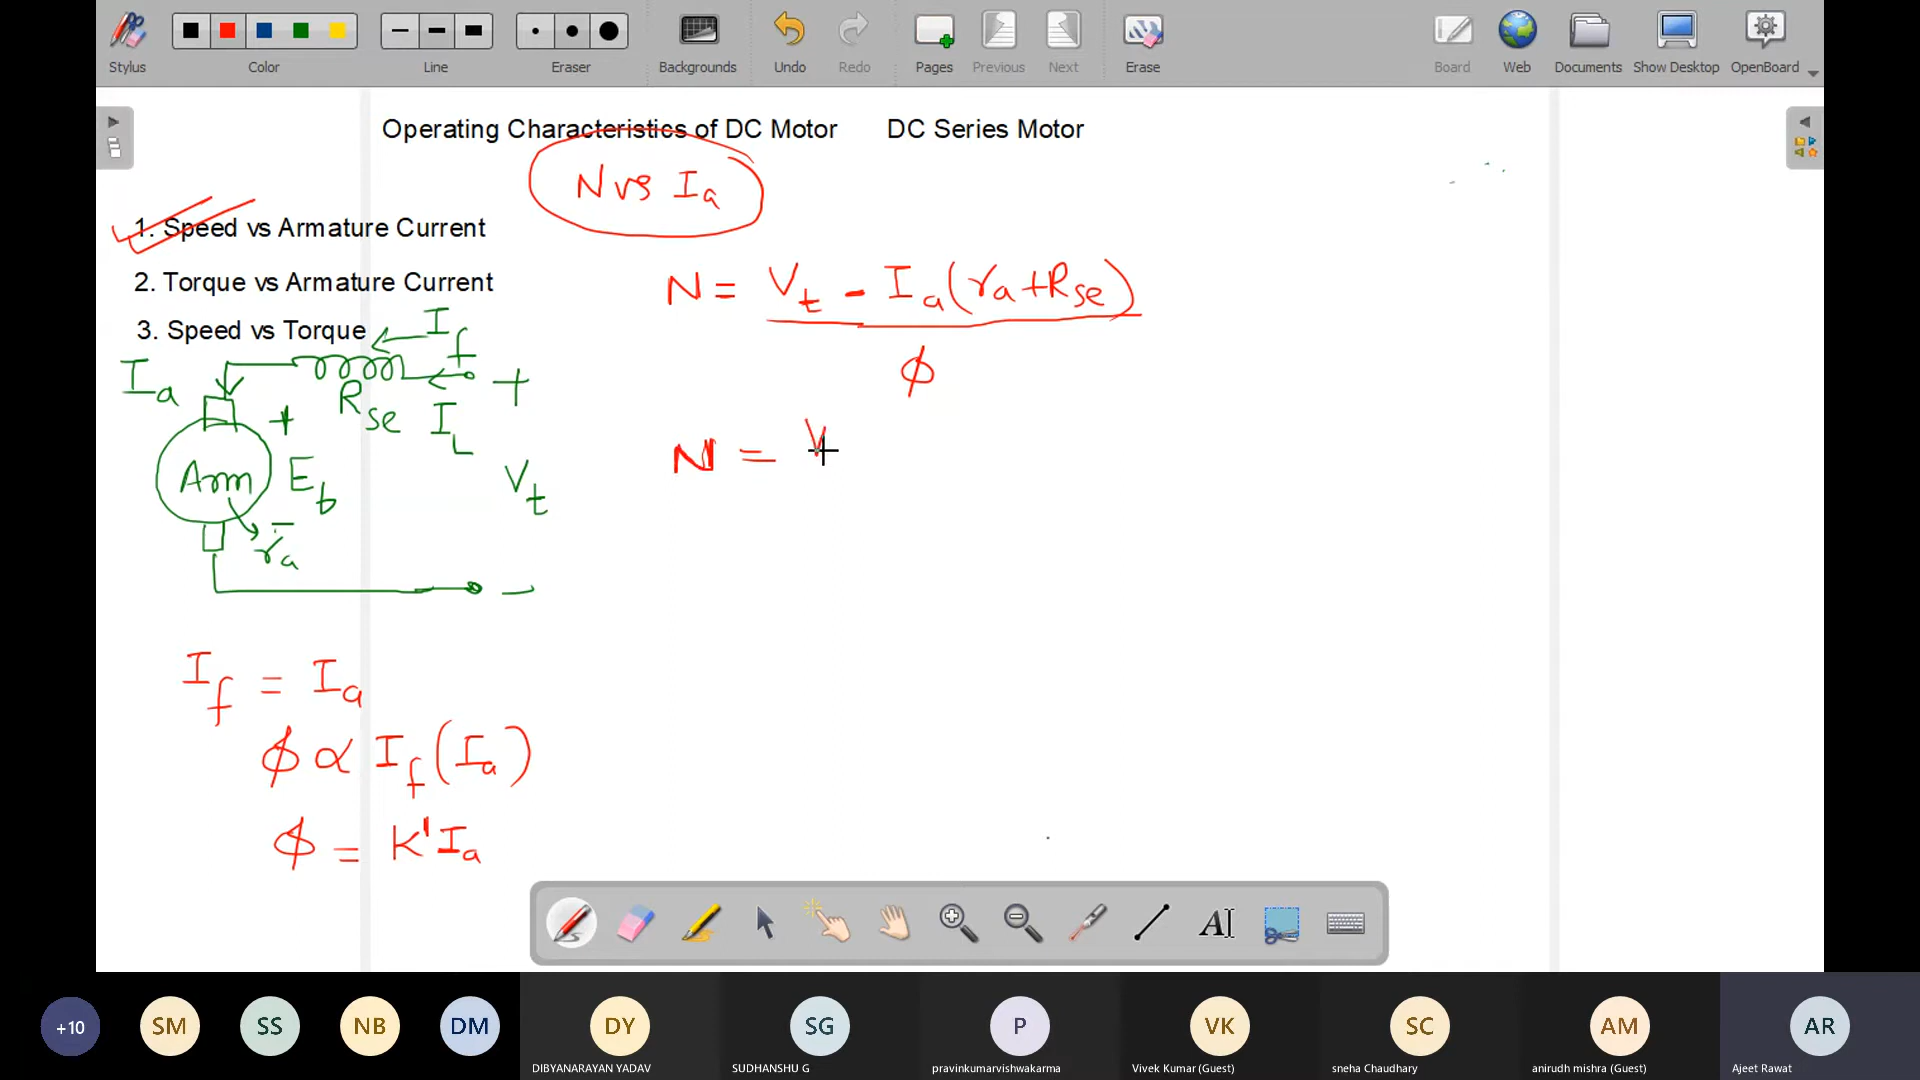 Stylus Color Line Eraser Backgrounds Undo Redo Pages Previous Next Erase Board Web Documents Show Desktop OpenBoard
Operating Characteristics of DC Motor DC Series Motor
N vs Ia
1. Speed vs Armature Current
2. Torque vs Armature Current
3. Speed vs Torque
N = Vt - Ia(ra+Rse)
ϕ
If
Ia
Rse
+
IL
+
Arm
Eb
Vt
-
ra
-
N = V
If = Ia
ϕ ∝ If(Ia)
ϕ = K'Ia
AI
+10 SM SS NB DM DY SG P VK SC AM AR
DIBYANARAYAN YADAV SUDHANSHU G pravinkumarvishwakarma Vivek Kumar (Guest) sneha Chaudhary anirudh mishra (Guest) Ajeet Rawat